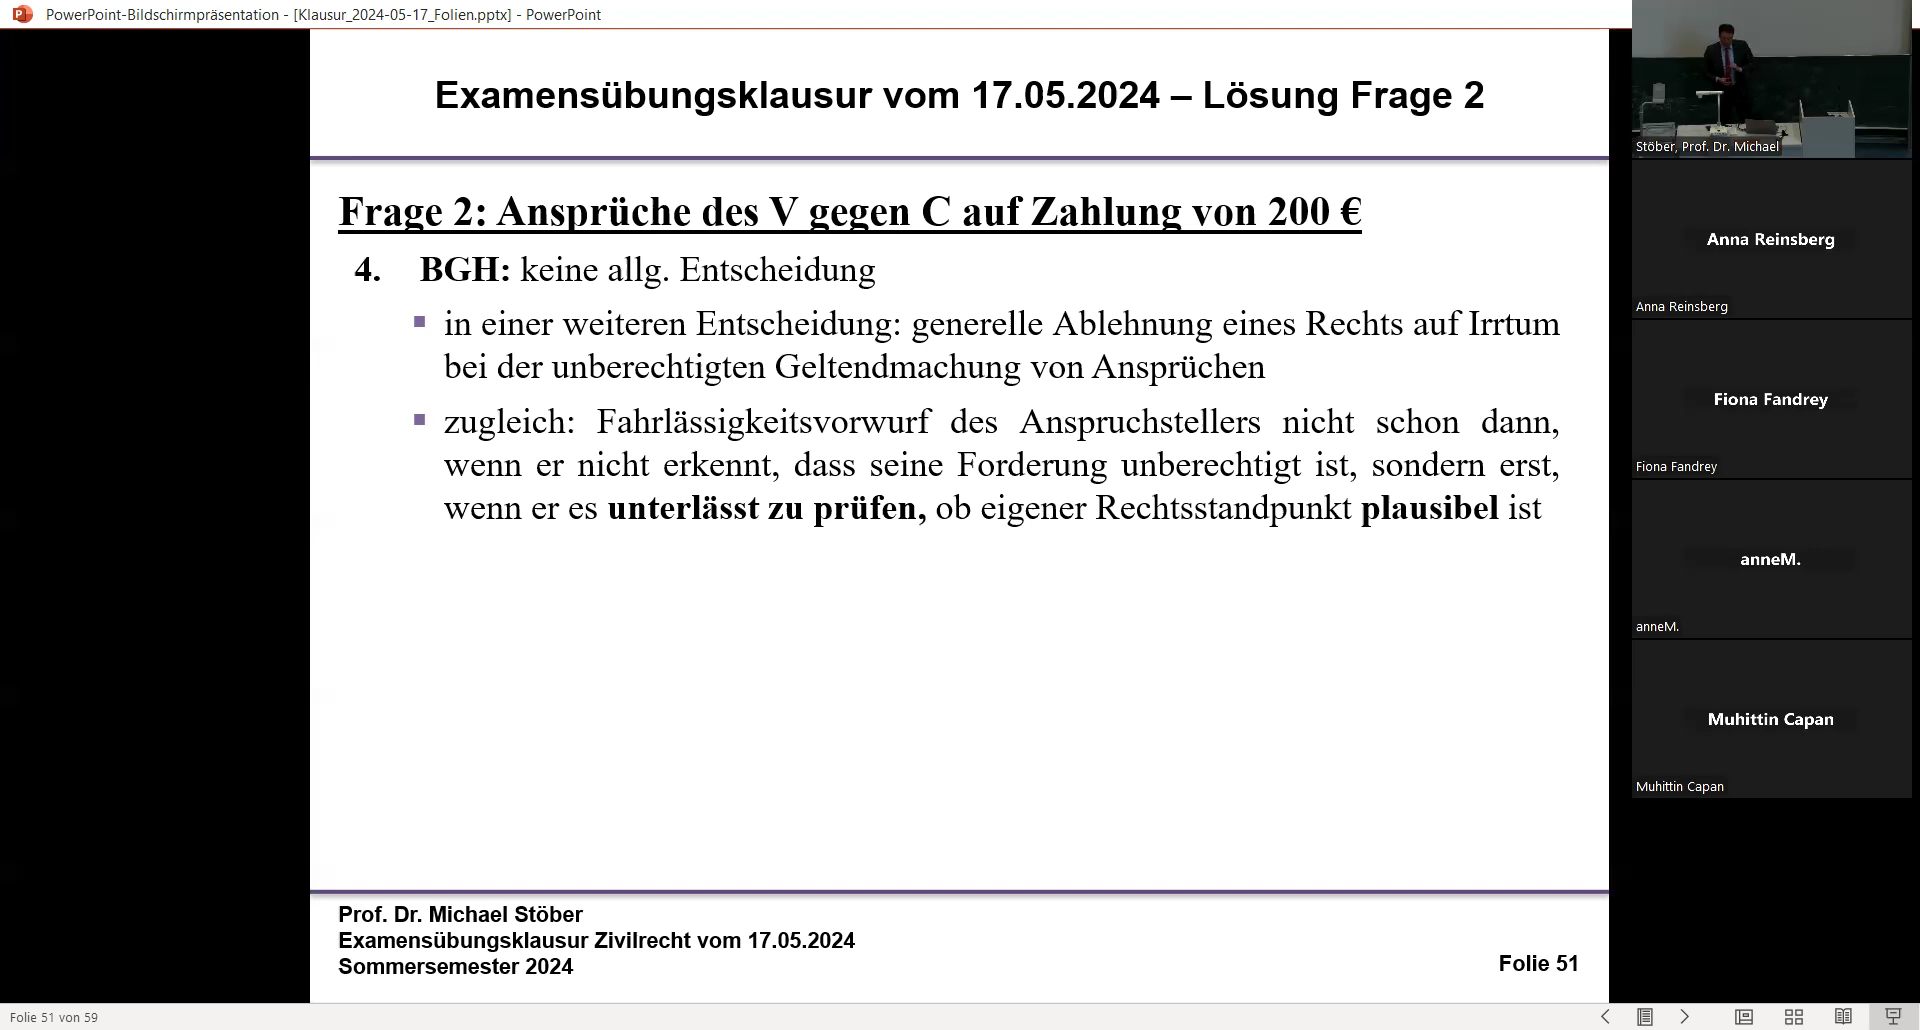 PowerPoint-Bildschirmpräsentation - [Klausur_2024-05-17_Folien.pptx] - PowerPoint
Examensübungsklausur vom 17.05.2024 – Lösung Frage 2
Frage 2: Ansprüche des V gegen C auf Zahlung von 200 €
4. BGH: keine allg. Entscheidung
▪ in einer weiteren Entscheidung: generelle Ablehnung eines Rechts auf Irrtum
bei der unberechtigten Geltendmachung von Ansprüchen
▪ zugleich: Fahrlässigkeitsvorwurf des Anspruchstellers nicht schon dann,
wenn er nicht erkennt, dass seine Forderung unberechtigt ist, sondern erst,
wenn er es unterlässt zu prüfen, ob eigener Rechtsstandpunkt plausibel ist
Prof. Dr. Michael Stöber
Examensübungsklausur Zivilrecht vom 17.05.2024
Sommersemester 2024
Folie 51
Folie 51 von 59
Stöber, Prof. Dr. Michael
Anna Reinsberg
Anna Reinsberg
Fiona Fandrey
Fiona Fandrey
anneM.
anneM.
Muhittin Capan
Muhittin Capan